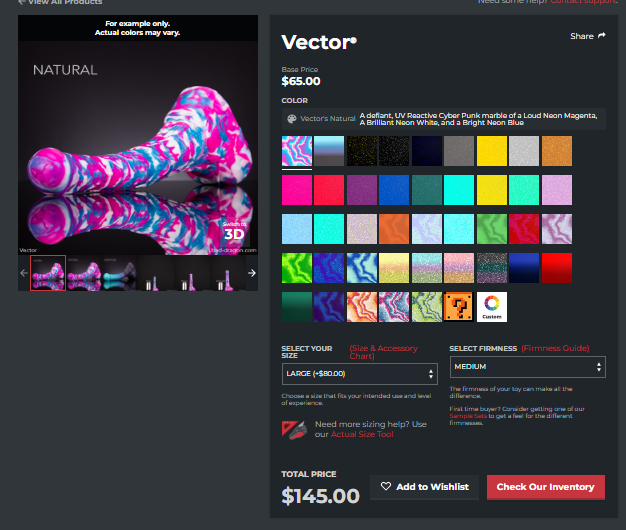 View All Products
Need some help? Contact support.
For example only.
Actual colors may vary.
NATURAL
Switch to
3D
Vector
bad-dragon.com
Vector
Share
Base Price
$65.00
COLOR
Vector's Natural
A defiant, UV Reactive Cyber Punk marble of a Loud Neon Magenta,
A Brilliant Neon White, and a Bright Neon Blue
?
Custom
SELECT YOUR
SIZE
(Size & Accessory
Chart)
LARGE (+$80.00)
Choose a size that fits your intended use and level
of experience.
Need more sizing help? Use
our Actual Size Tool
SELECT FIRMNESS (Firmness Guide)
MEDIUM
The firmness of your toy can make all the
difference.
First time buyer? Consider getting one of our
Sample Sets to get a feel for the different
firmnesses.
TOTAL PRICE
$145.00
Add to Wishlist
Check Our Inventory